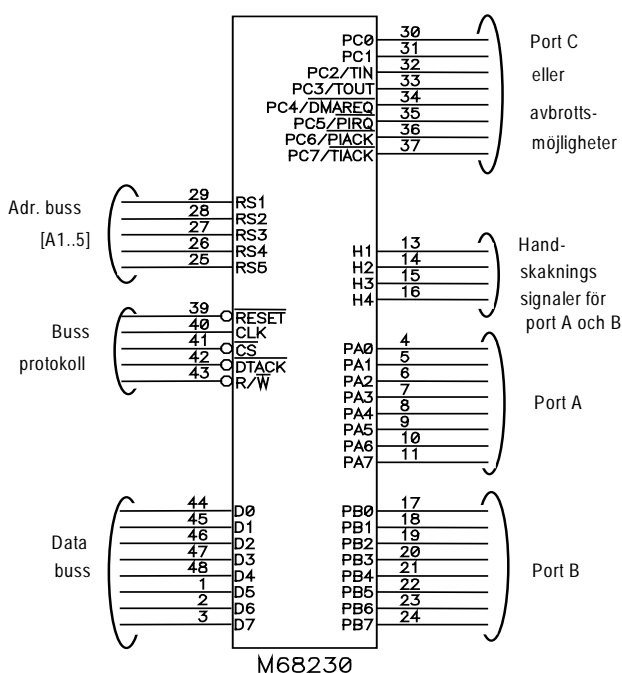 30 PC0
31 PC1
32 PC2/TIN
33 PC3/TOUT
34 PC4/DMAREQ
35 PC5/PIRQ
36 PC6/PIACK
37 PC7/TIACK
Port C
eller
avbrotts-
möjligheter
Adr. buss
[A1..5]
29 RS1
28 RS2
27 RS3
26 RS4
25 RS5
H1 13
H2 14
H3 15
H4 16
Hand-
skaknings
signaler för
port A och B
Buss
protokoll
39 RESET
40 CLK
41 CS
42 DTACK
43 R/W
PA0 4
PA1 5
PA2 6
PA3 7
PA4 8
PA5 9
PA6 10
PA7 11
Port A
Data
buss
44 D0
45 D1
46 D2
47 D3
48 D4
1 D5
2 D6
3 D7
PB0 17
PB1 18
PB2 19
PB3 20
PB4 21
PB5 22
PB6 23
PB7 24
Port B
M68230